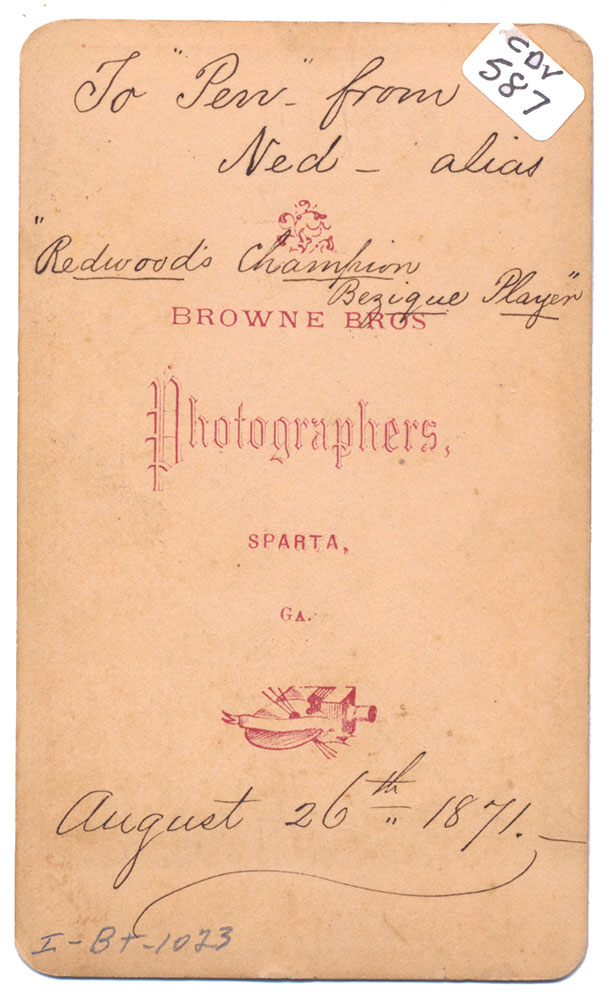 CDV
587
To "Pen" from
Ned - alias
"Redwood's Champion
Bezique Player"
BROWNE BROS
Photographers,
SPARTA,
GA.
August 26th 1871.
I-Bt-1023